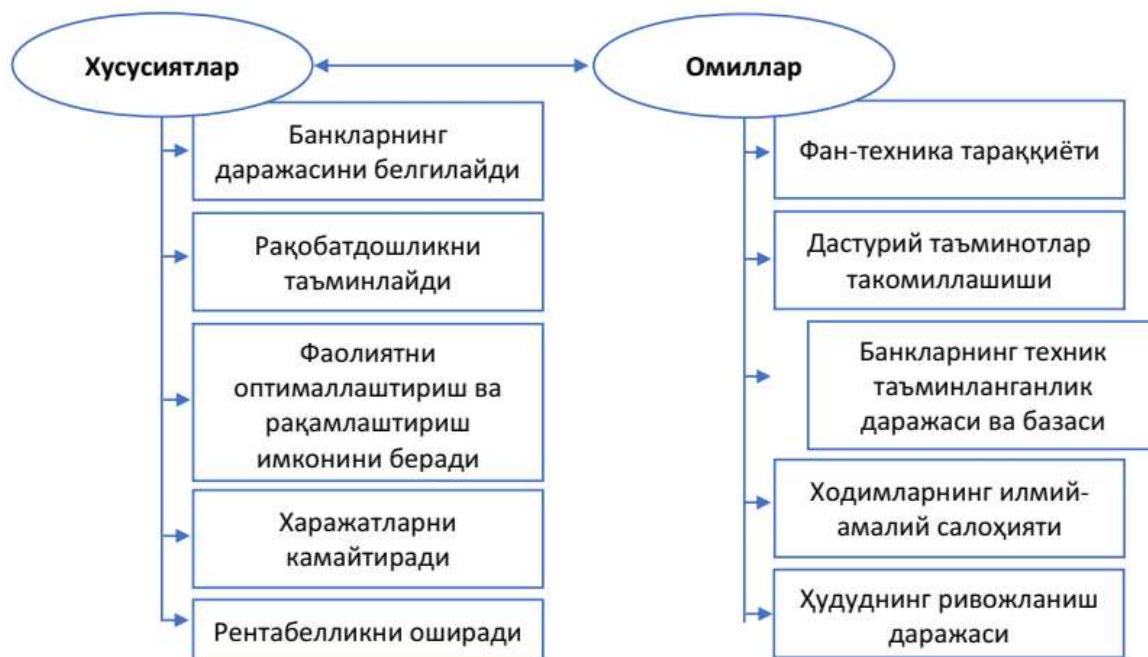 Хусусиятлар
Банкларнинг
даражасини белгилайди
Рақобатдошликни
таъминлайди
Фаолиятни
оптималлаштириш ва
рақамлаштириш
имконини беради
Харажатларни
камайтиради
Рентабелликни оширади
Омиллар
Фан-техника тараққиёти
Дастурий таъминотлар
такомиллашиши
Банкларнинг техник
таъминланганлик
даражаси ва базаси
Ходимларнинг илмий-
амалий салоҳияти
Ҳудуднинг ривожланиш
даражаси